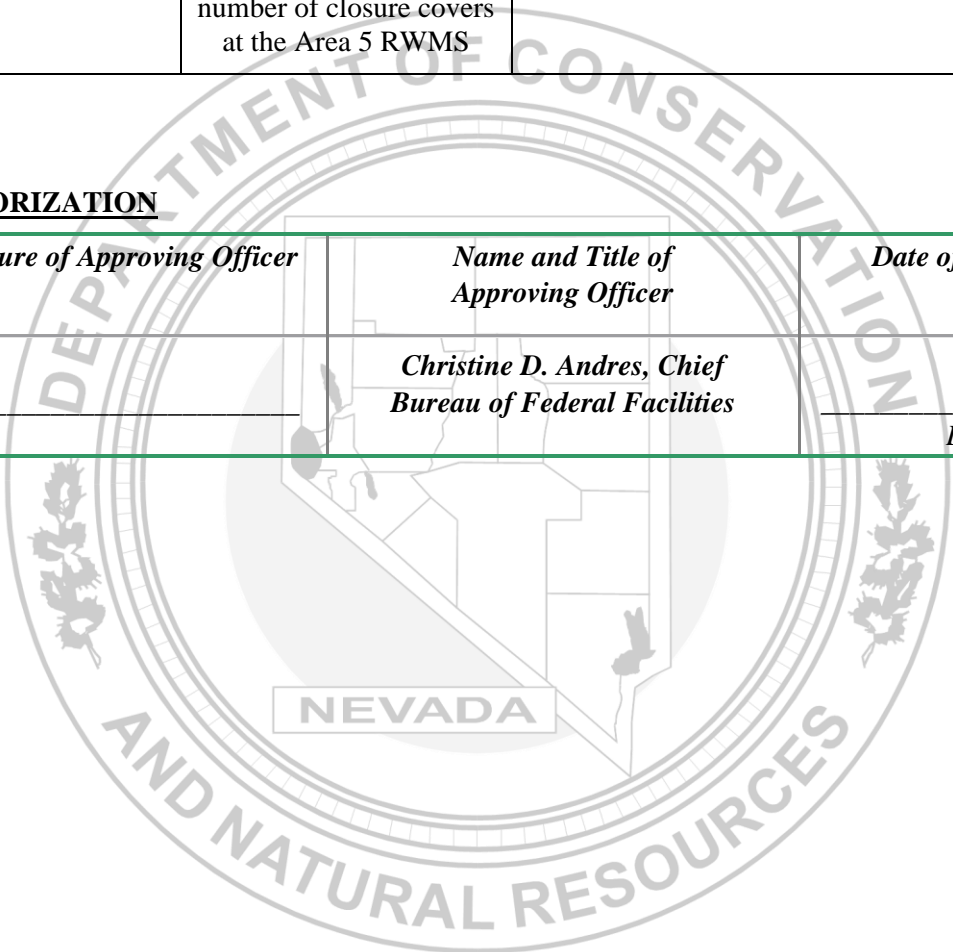 number of closure covers
at the Area 5 RWMS
ORIZATION
ure of Approving Officer
Name and Title of
Approving Officer
Date of
Christine D. Andres, Chief
Bureau of Federal Facilities
DEPARTMENT OF CONSERVATION
NEVADA
AND NATURAL RESOURCES